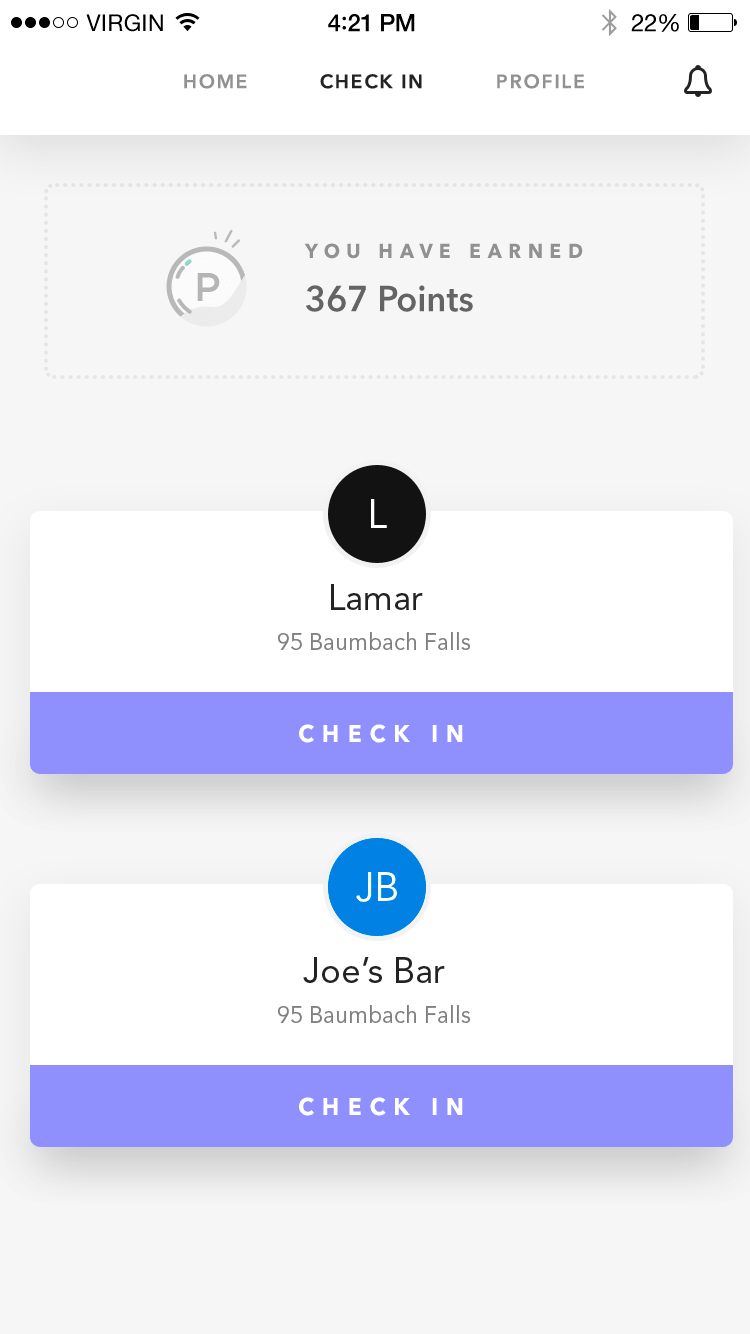 VIRGIN 4:21 PM 22%
HOME CHECK IN PROFILE
YOU HAVE EARNED
P
367 Points
L
Lamar
95 Baumbach Falls
CHECK IN
JB
Joe’s Bar
95 Baumbach Falls
CHECK IN